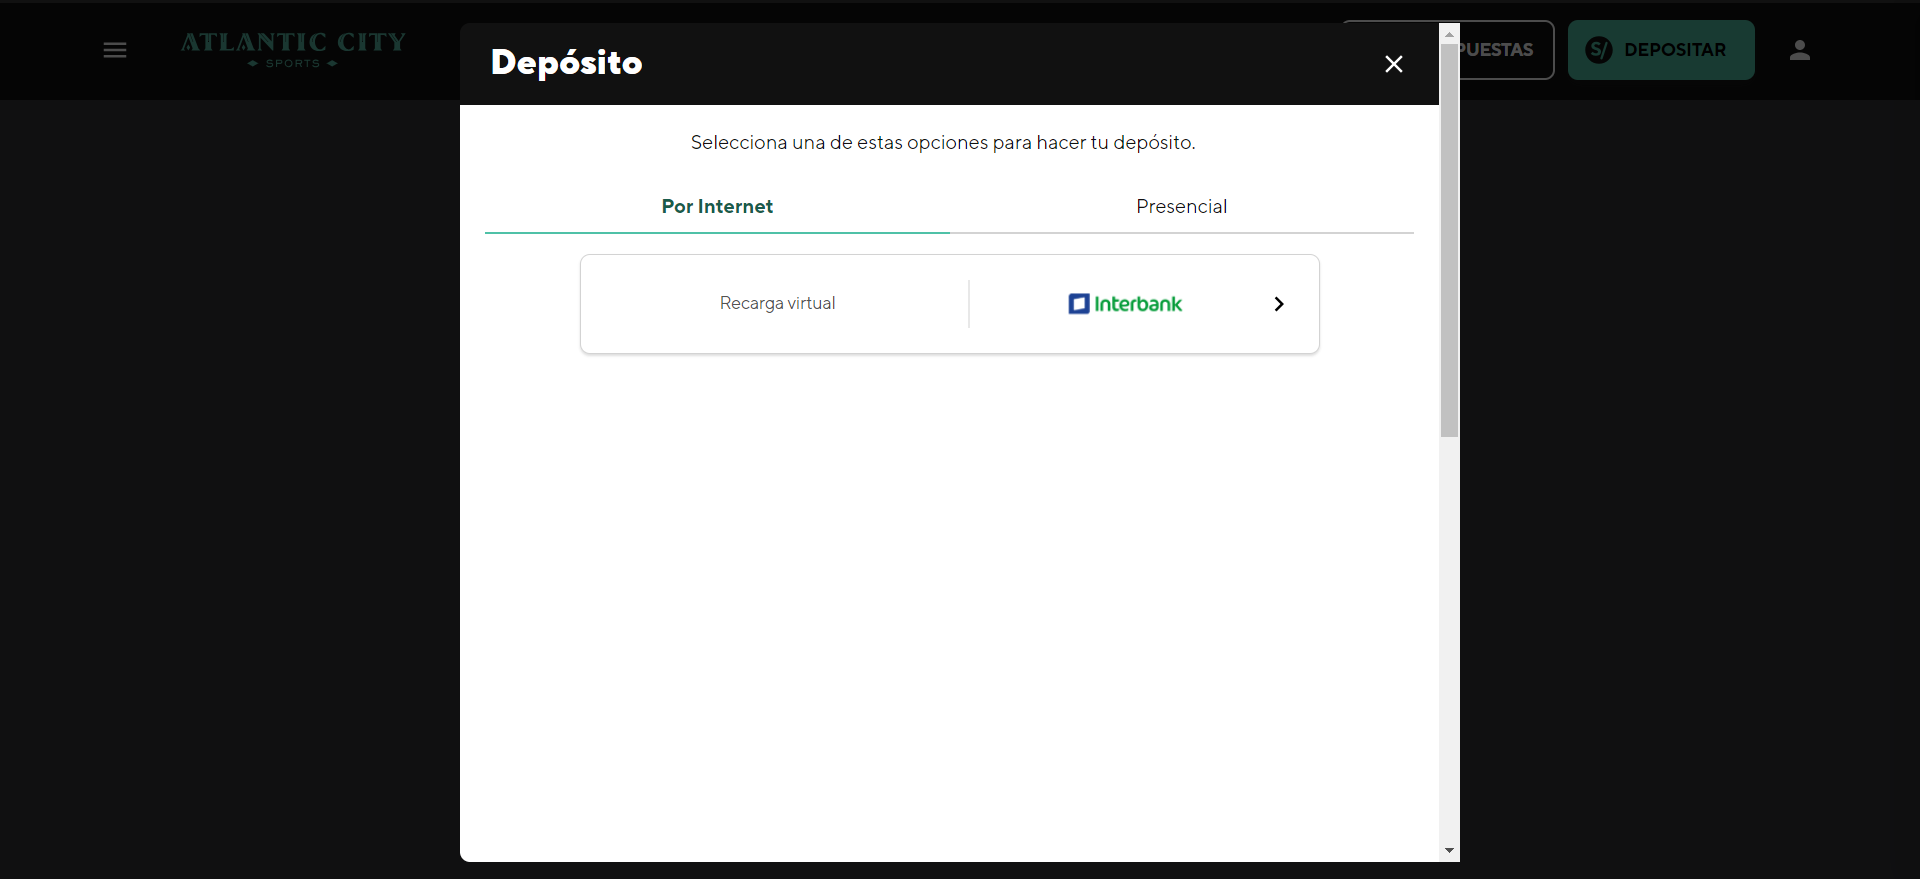 ATLANTIC CITY
SPORTS
Depósito
PUESTAS
S/ DEPOSITAR
Selecciona una de estas opciones para hacer tu depósito.
Por Internet
Presencial
Recarga virtual
Interbank